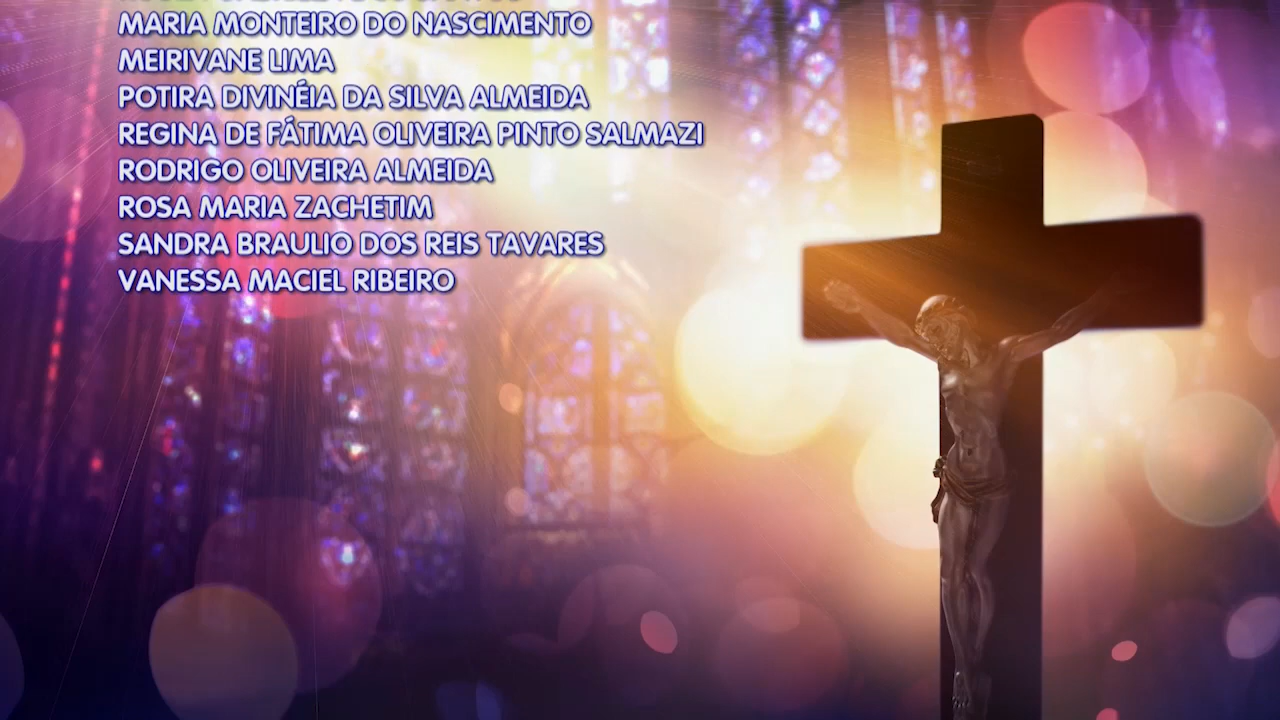 MARIA MONTEIRO DO NASCIMENTO
MEIRIVANE LIMA
POTIRA DIVINÉIA DA SILVA ALMEIDA
REGINA DE FÁTIMA OLIVEIRA PINTO SALMAZI
RODRIGO OLIVEIRA ALMEIDA
ROSA MARIA ZACHETIM
SANDRA BRAULIO DOS REIS TAVARES
VANESSA MACIEL RIBEIRO